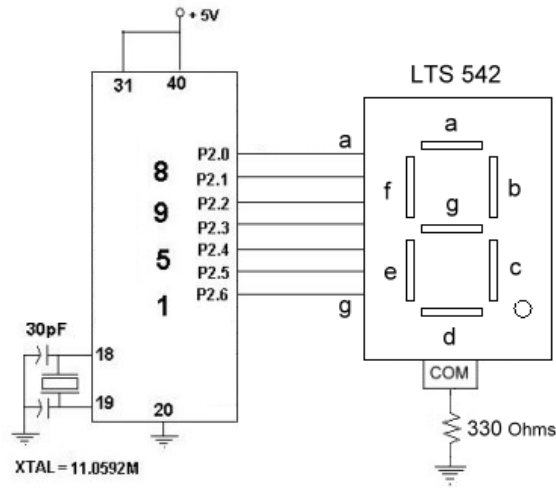 + 5V
31 40
LTS 542
8
9
5
1
P2.0
P2.1
P2.2
P2.3
P2.4
P2.5
P2.6
a
g
a
f
b
g
e
c
d
COM
330 Ohms
30pF
18
19
20
XTAL = 11.0592M